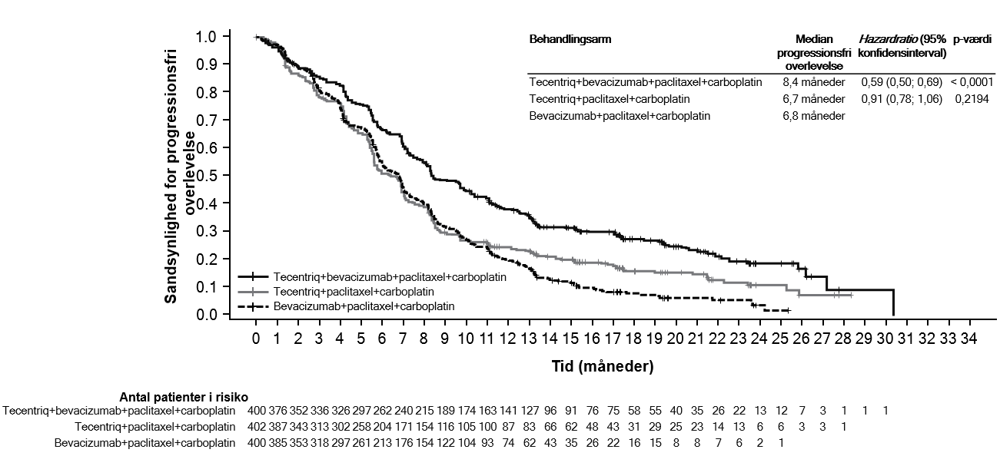 Behandlingsarm Median Hazardratio (95% p-værdi
progressionsfri konfidensinterval)
overlevelse
Tecentriq+bevacizumab+paclitaxel+carboplatin 8,4 måneder 0,59 (0,50; 0,69) < 0,0001
Tecentriq+paclitaxel+carboplatin 6,7 måneder 0,91 (0,78; 1,06) 0,2194
Bevacizumab+paclitaxel+carboplatin 6,8 måneder
Sandsynlighed for progressionsfri
overlevelse
1.0
0.9
0.8
0.7
0.6
0.5
0.4
0.3
0.2
0.1
0.0
Tecentriq+bevacizumab+paclitaxel+carboplatin
Tecentriq+paclitaxel+carboplatin
Bevacizumab+paclitaxel+carboplatin
0 1 2 3 4 5 6 7 8 9 10 11 12 13 14 15 16 17 18 19 20 21 22 23 24 25 26 27 28 29 30 31 32 33 34
Tid (måneder)
Antal patienter i risiko
Tecentriq+bevacizumab+paclitaxel+carboplatin 400 376 352 336 326 297 262 240 215 189 174 163 141 127 96 91 76 75 58 55 40 35 26 22 13 12 7 3 1 1 1
Tecentriq+paclitaxel+carboplatin 402 387 343 313 302 258 204 171 154 116 105 100 87 83 66 62 48 43 31 29 25 23 14 13 6 6 3 3 1
Bevacizumab+paclitaxel+carboplatin 400 385 353 318 297 261 213 176 154 122 104 93 74 62 43 35 26 22 16 15 8 8 7 6 2 1